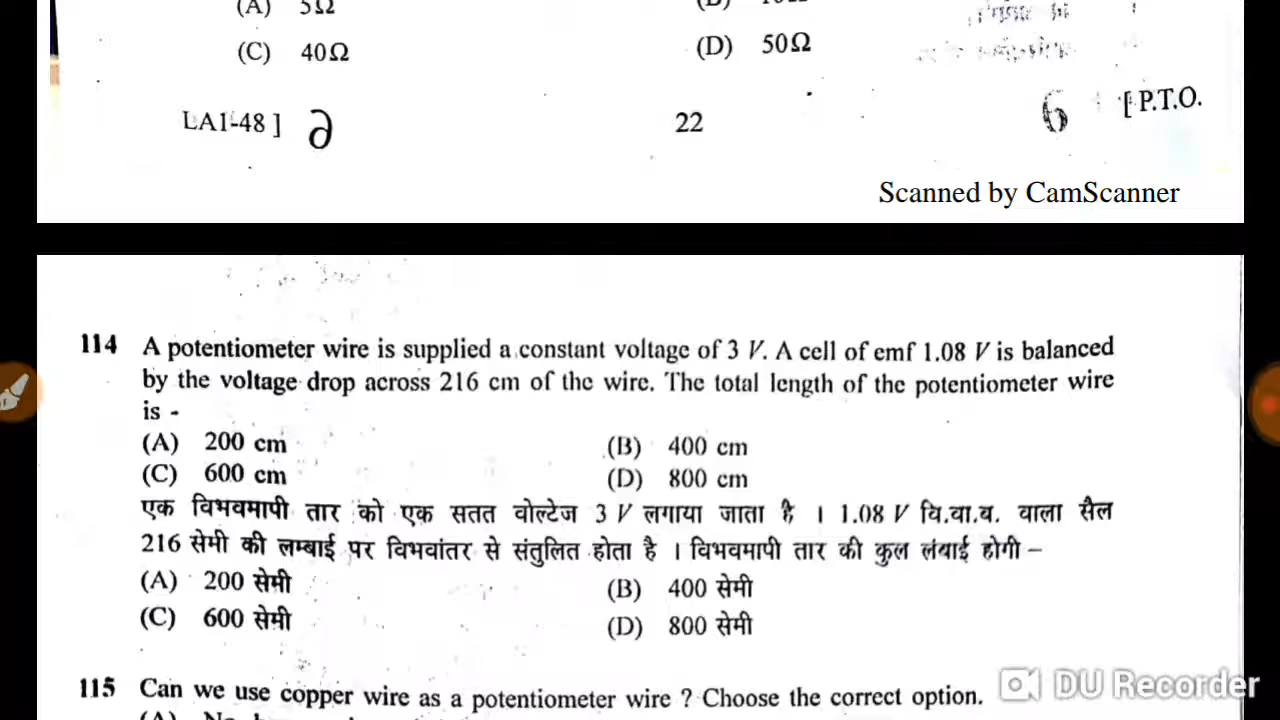 (A) 5Ω
(C) 40Ω (D) 50Ω
LA1-48 ] 22 [ P.T.O.
Scanned by CamScanner
114 A potentiometer wire is supplied a constant voltage of 3 V. A cell of emf 1.08 V is balanced
by the voltage drop across 216 cm of the wire. The total length of the potentiometer wire
is -
(A) 200 cm (B) 400 cm
(C) 600 cm (D) 800 cm
एक विभवमापी तार को एक सतत वोल्टेज 3 V लगाया जाता है । 1.08 V वि.वा.ब. वाला सैल
216 सेमी की लम्बाई पर विभवांतर से संतुलित होता है । विभवमापी तार की कुल लंबाई होगी –
(A) 200 सेमी (B) 400 सेमी
(C) 600 सेमी (D) 800 सेमी
115 Can we use copper wire as a potentiometer wire ? Choose the correct option.
DU Recorder